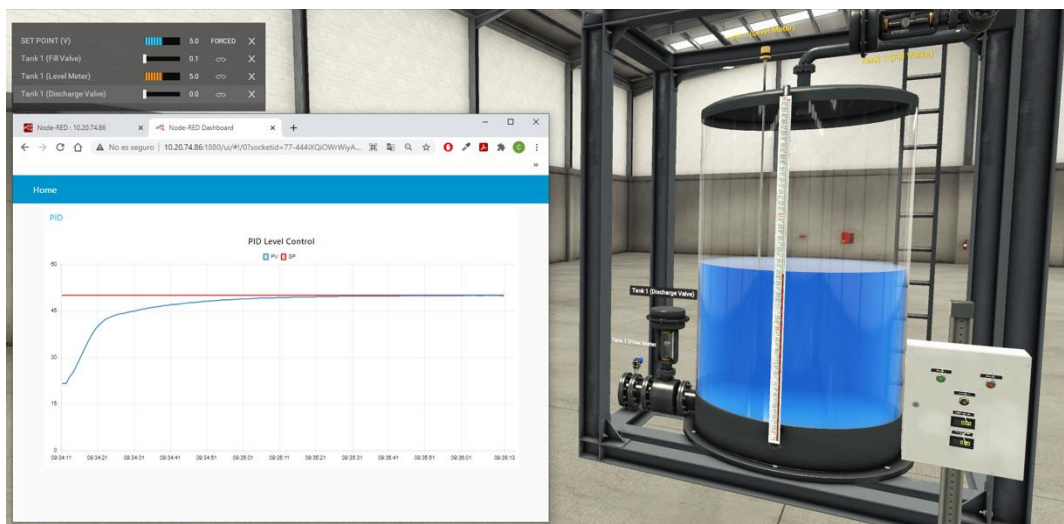 SET POINT (V) 5.0 FORCED X
Tank 1 (Fill Valve) 0.1 X
Tank 1 (Level Meter) 5.0 X
Tank 1 (Discharge Valve) 0.0 X
Node-RED : 10.20.74.86 x Node-RED Dashboard x +
No es seguro | 10.20.74.86:1880/ui/#!/0?socketid=77-444iXQjOWrWiyA...
Home
PID
PID Level Control
PV SP
60
45
30
15
0
09:34:11 09:34:21 09:34:31 09:34:41 09:34:51 09:35:01 09:35:11 09:35:21 09:35:31 09:35:41 09:35:51 09:36:01 09:36:13
Tank 1 (Level Meter)
Tank 1 (Fill Valve)
Tank 1 (Discharge Valve)
Tank 1 (Flow Meter